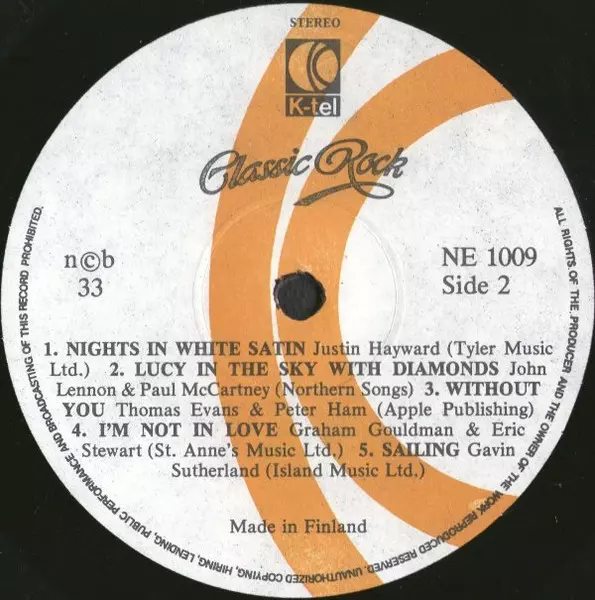 STEREO
K-tel
Classic Rock
n©b
33
NE 1009
Side 2
1. NIGHTS IN WHITE SATIN Justin Hayward (Tyler Music
Ltd.) 2. LUCY IN THE SKY WITH DIAMONDS John
Lennon & Paul McCartney (Northern Songs) 3. WITHOUT
YOU Thomas Evans & Peter Ham (Apple Publishing)
4. I'M NOT IN LOVE Graham Gouldman & Eric
Stewart (St. Anne's Music Ltd.) 5. SAILING Gavin
Sutherland (Island Music Ltd.)
Made in Finland
ALL RIGHTS OF THE PRODUCER AND THE OWNER OF THE WORK REPRODUCED RESERVED. UNAUTHORIZED COPYING, HIRING, LENDING, PUBLIC PERFORMANCE AND BROADCASTING OF THIS RECORD PROHIBITED.